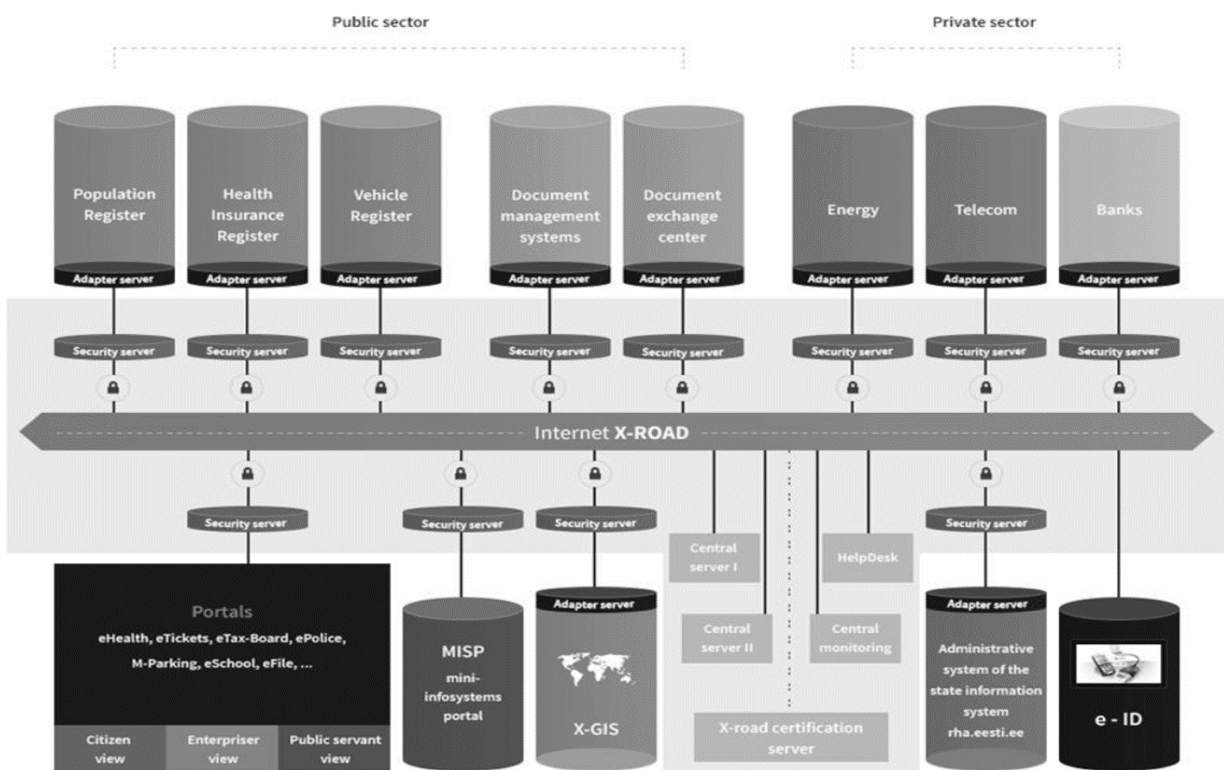 Public sector
Private sector
Population
Register
Health
Insurance
Register
Vehicle
Register
Document
management
systems
Document
exchange
center
Energy
Telecom
Banks
Adapter server
Adapter server
Adapter server
Adapter server
Adapter server
Adapter server
Adapter server
Adapter server
Security server
Security server
Security server
Security server
Security server
Security server
Security server
Security server
Internet X-ROAD
Security server
Security server
Security server
Security server
Portals
eHealth, eTickets, eTax-Board, ePolice,
M-Parking, eSchool, eFile, ...
Citizen
view
Enterpriser
view
Public servant
view
MISP
mini-
infosystems
portal
Adapter server
X-GIS
Central
server I
HelpDesk
Central
server II
Central
monitoring
X-road certification
server
Adapter server
Administrative
system of the
state information
system
rha.eesti.ee
e - ID